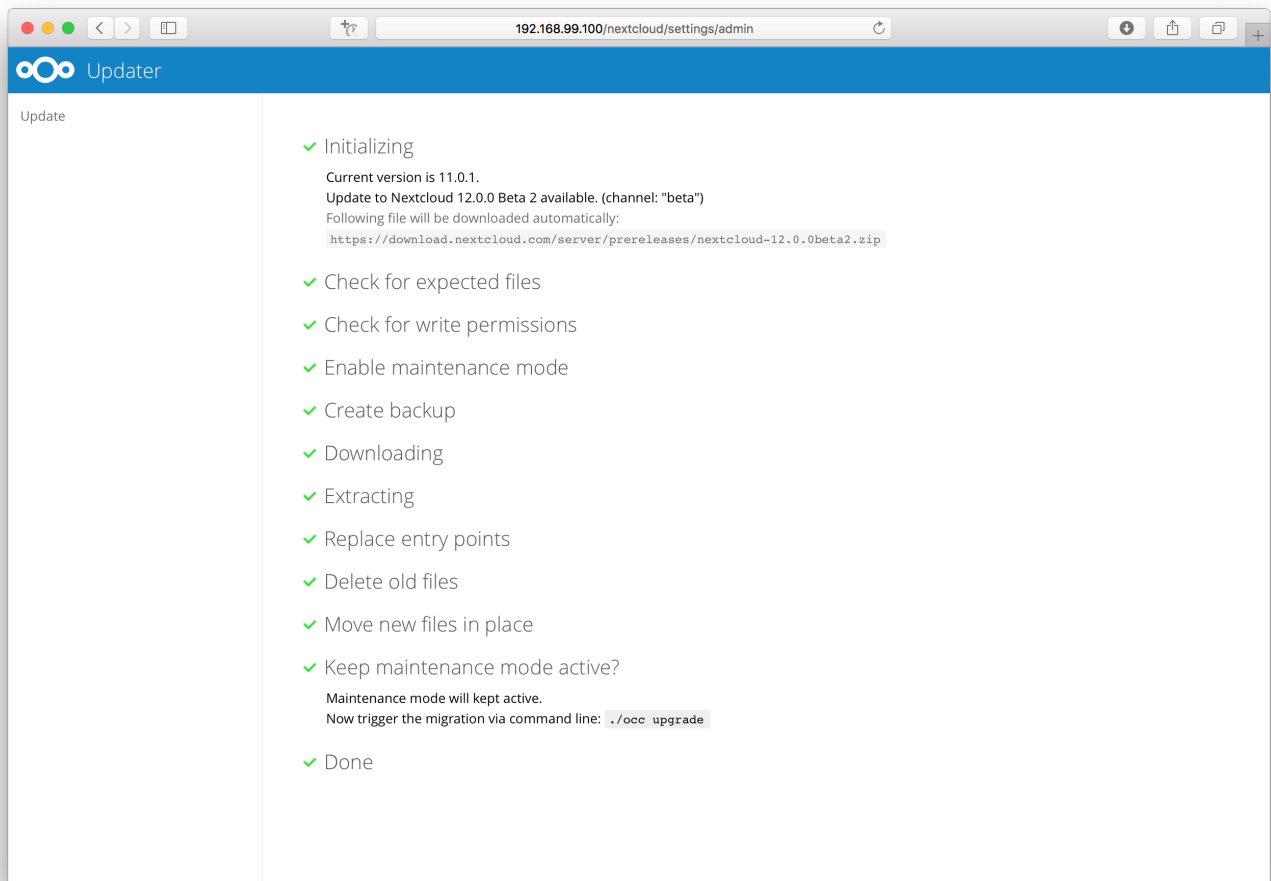 192.168.99.100/nextcloud/settings/admin
Updater
Update
Initializing
Current version is 11.0.1.
Update to Nextcloud 12.0.0 Beta 2 available. (channel: "beta")
Following file will be downloaded automatically:
https://download.nextcloud.com/server/prereleases/nextcloud-12.0.0beta2.zip
Check for expected files
Check for write permissions
Enable maintenance mode
Create backup
Downloading
Extracting
Replace entry points
Delete old files
Move new files in place
Keep maintenance mode active?
Maintenance mode will kept active.
Now trigger the migration via command line: ./occ upgrade
Done